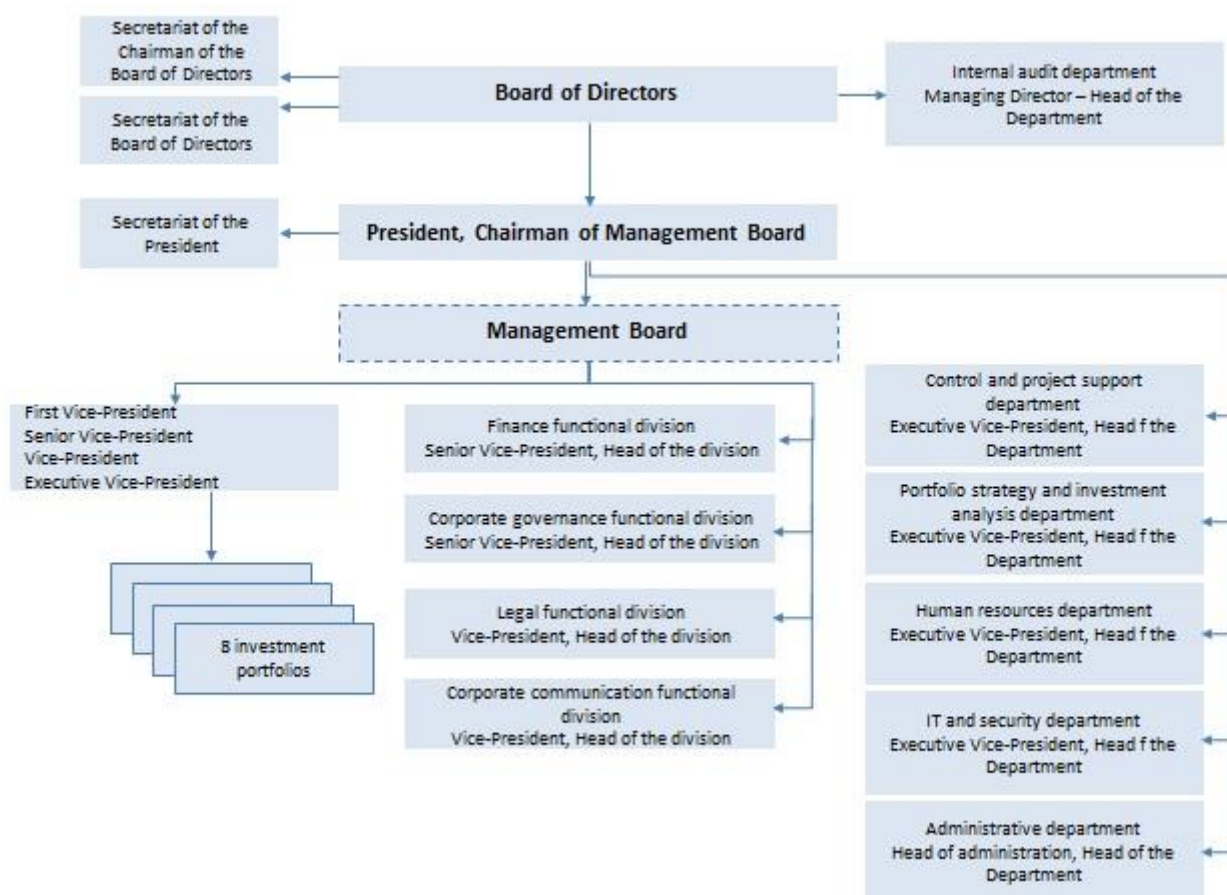 Secretariat of the
Chairman of the
Board of Directors
Secretariat of the
Board of Directors
Board of Directors
Internal audit department
Managing Director – Head of the
Department
Secretariat of the
President
President, Chairman of Management Board
Management Board
First Vice-President
Senior Vice-President
Vice-President
Executive Vice-President
8 investment
portfolios
Finance functional division
Senior Vice-President, Head of the division
Corporate governance functional division
Senior Vice-President, Head of the division
Legal functional division
Vice-President, Head of the division
Corporate communication functional
division
Vice-President, Head of the division
Control and project support
department
Executive Vice-President, Head f the
Department
Portfolio strategy and investment
analysis department
Executive Vice-President, Head f the
Department
Human resources department
Executive Vice-President, Head f the
Department
IT and security department
Executive Vice-President, Head f the
Department
Administrative department
Head of administration, Head of the
Department